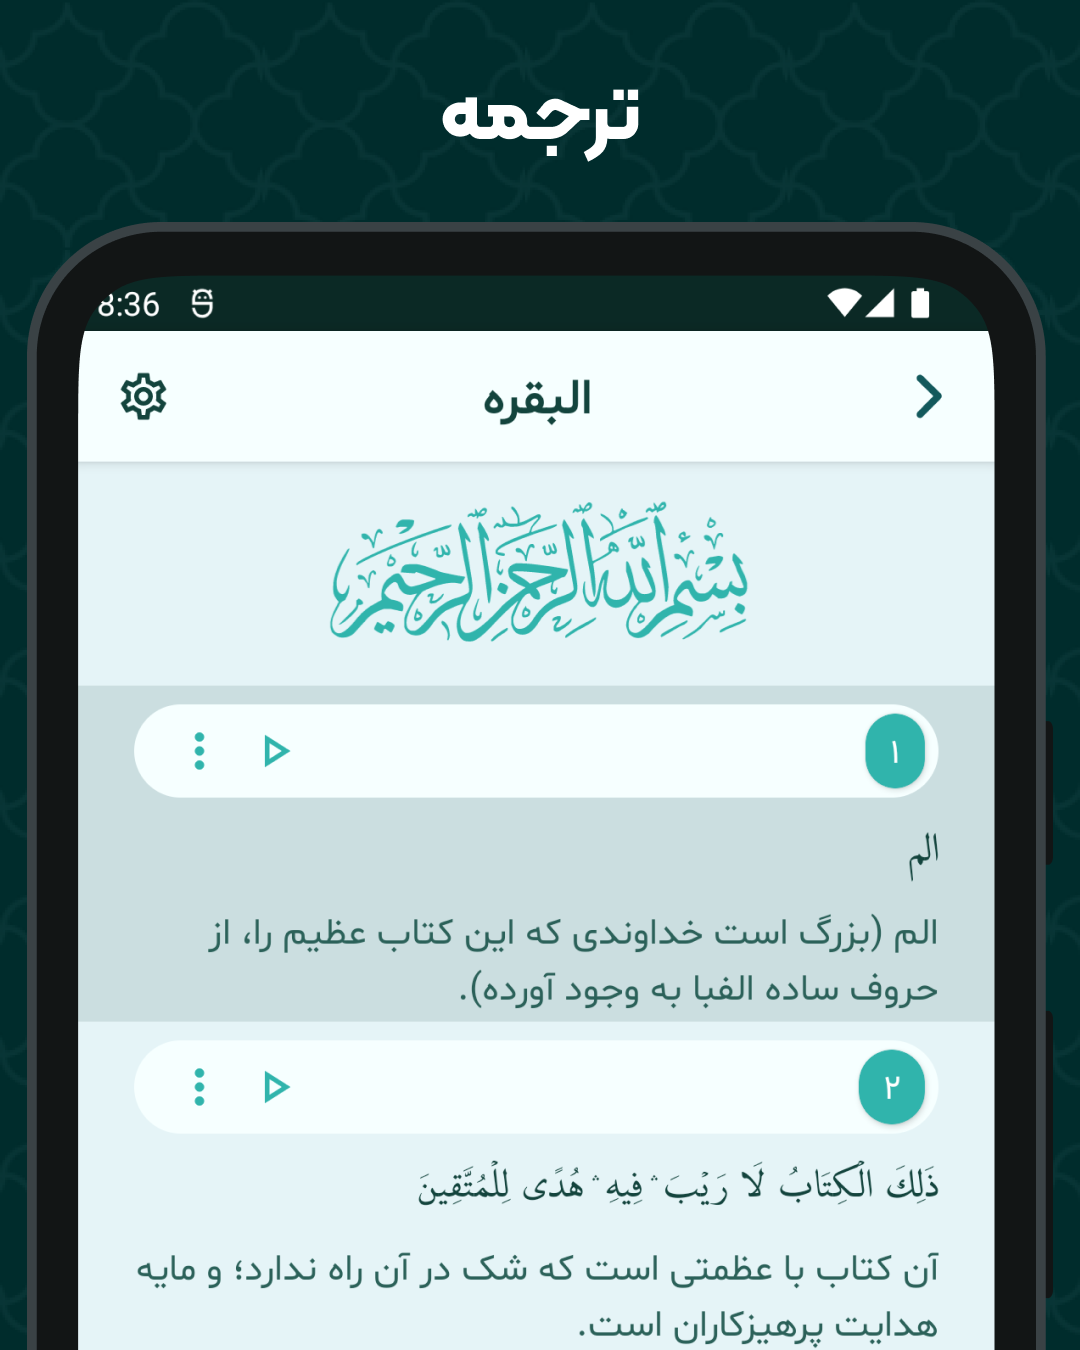 ترجمه
8:36
البقره
بِسْمِ اللَّهِ الرَّحْمَٰنِ الرَّحِيمِ
۱
الم
الم (بزرگ است خداوندی که این کتاب عظیم را، از
حروف ساده الفبا به وجود آورده).
۲
ذَلِكَ الْكِتَابُ لَا رَيْبَ ۛ فِيهِ ۛ هُدًى لِلْمُتَّقِينَ
آن کتاب با عظمتی است که شک در آن راه ندارد؛ و مایه
هدایت پرهیزکاران است.